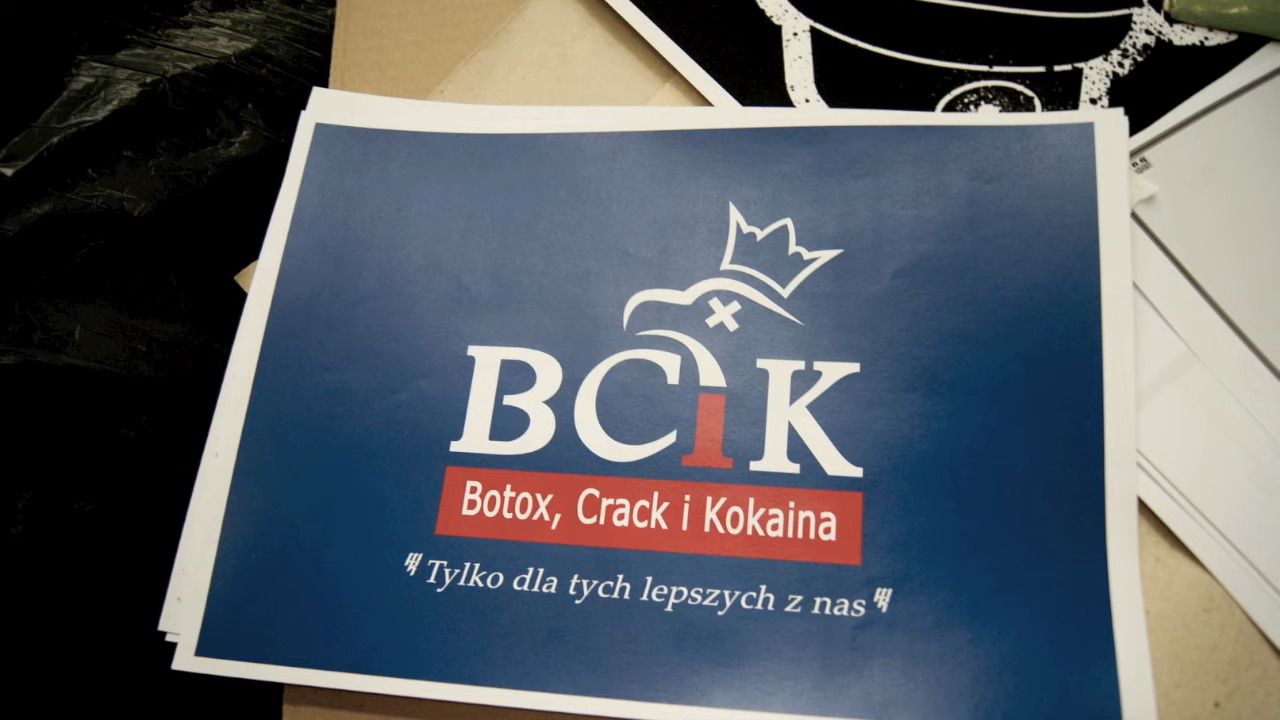 BCiK
Botox, Crack i Kokaina
"Tylko dla tych lepszych z nas"